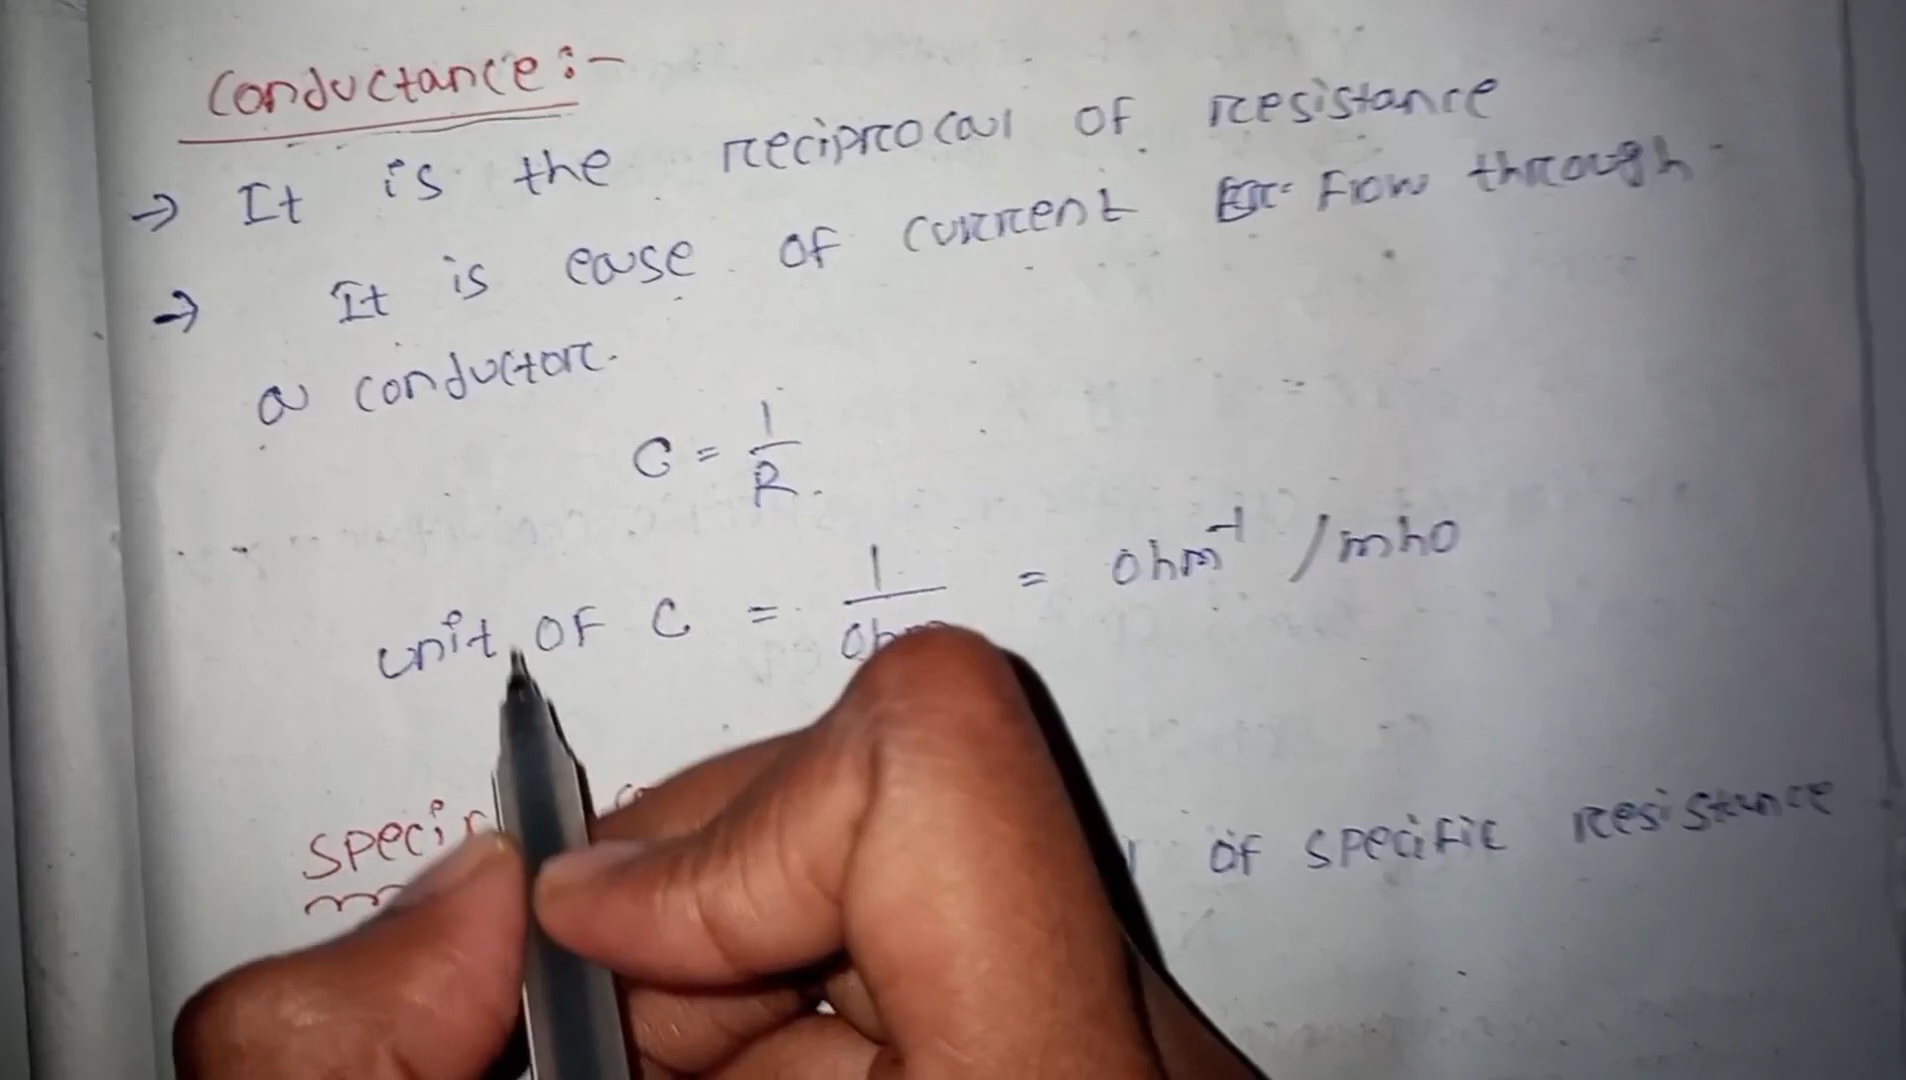 Conductance:-
→ It is the reciprocal of resistance
→ It is ease of current Flow through
a conductor.
C = 1/R.
unit OF C = 1/ohm = ohm⁻¹ /mho
of specific resistance